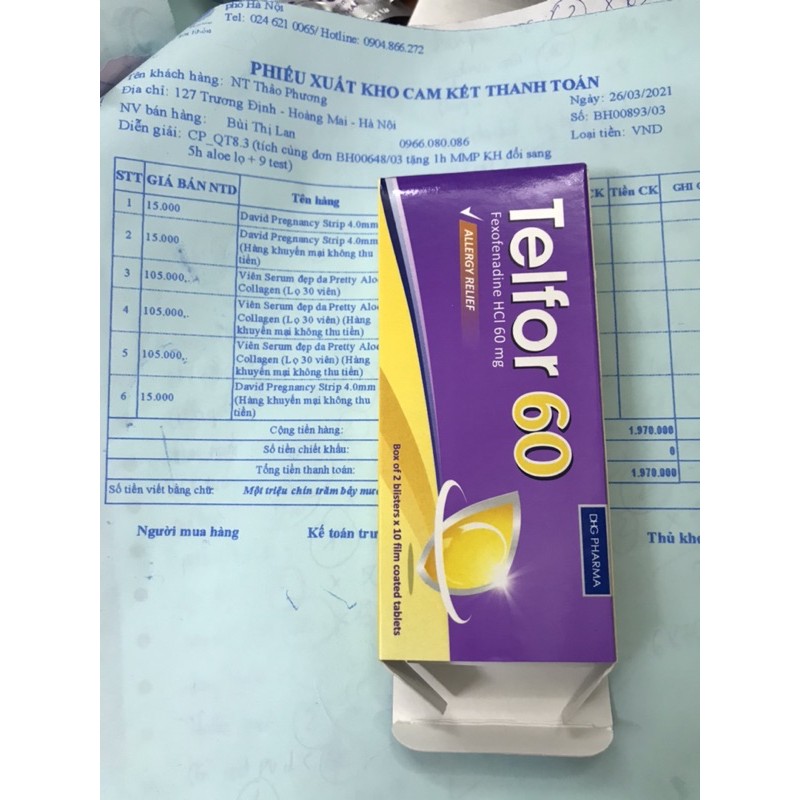 phố Hà Nội
Tel: 024 621 0065/ Hotline: 0904.866.272
PHIẾU XUẤT KHO CAM KẾT THANH TOÁN
Tên khách hàng: NT Thảo Phương
Địa chỉ: 127 Trương Định - Hoàng Mai - Hà Nôi
NV bán hàng: Bùi Thị Lan
0966.080.086
Diễn giải: CP_QT8.3 (tích cùng đơn BH00648/03 tặng 1h MMP KH đổi sang
5h aloe lọ + 9 test)
Ngày: 26/03/2021
Số: BH00893/03
Loại tiền: VND
STT GIÁ BÁN NTD Tên hàng CK Tiền CK GHI
1 15.000 David Pregnancy Strip 4.0mm
2 15.000 David Pregnancy Strip 4.0mm
(Hàng khuyến mại không thu
tiền)
3 105.000,. Viên Serum đẹp da Pretty Aloe
Collagen (Lọ 30 viên)
4 105.000,. Viên Serum đẹp da Pretty Aloe
Collagen (Lọ 30 viên) (Hàng
khuyến mại không thu tiền)
5 105.000,. Viên Serum đẹp da Pretty Aloe
Collagen (Lọ 30 viên) (Hàng
khuyến mại không thu tiền)
6 15.000 David Pregnancy Strip 4.0mm
(Hàng khuyến mại không thu
tiền)
Cộng tiền hàng: 1.970.000
Số tiền chiết khấu: 0
Tổng tiền thanh toán: 1.970.000
Số tiền viết bằng chữ: Một triệu chín trăm bảy
Người mua hàng Kế toán Thủ
Telfor 60
Fexofenadine HCl 60 mg
ALLERGY RELIEF
DHG PHARMA
Box of 2 blisters x 10 film coated tablets